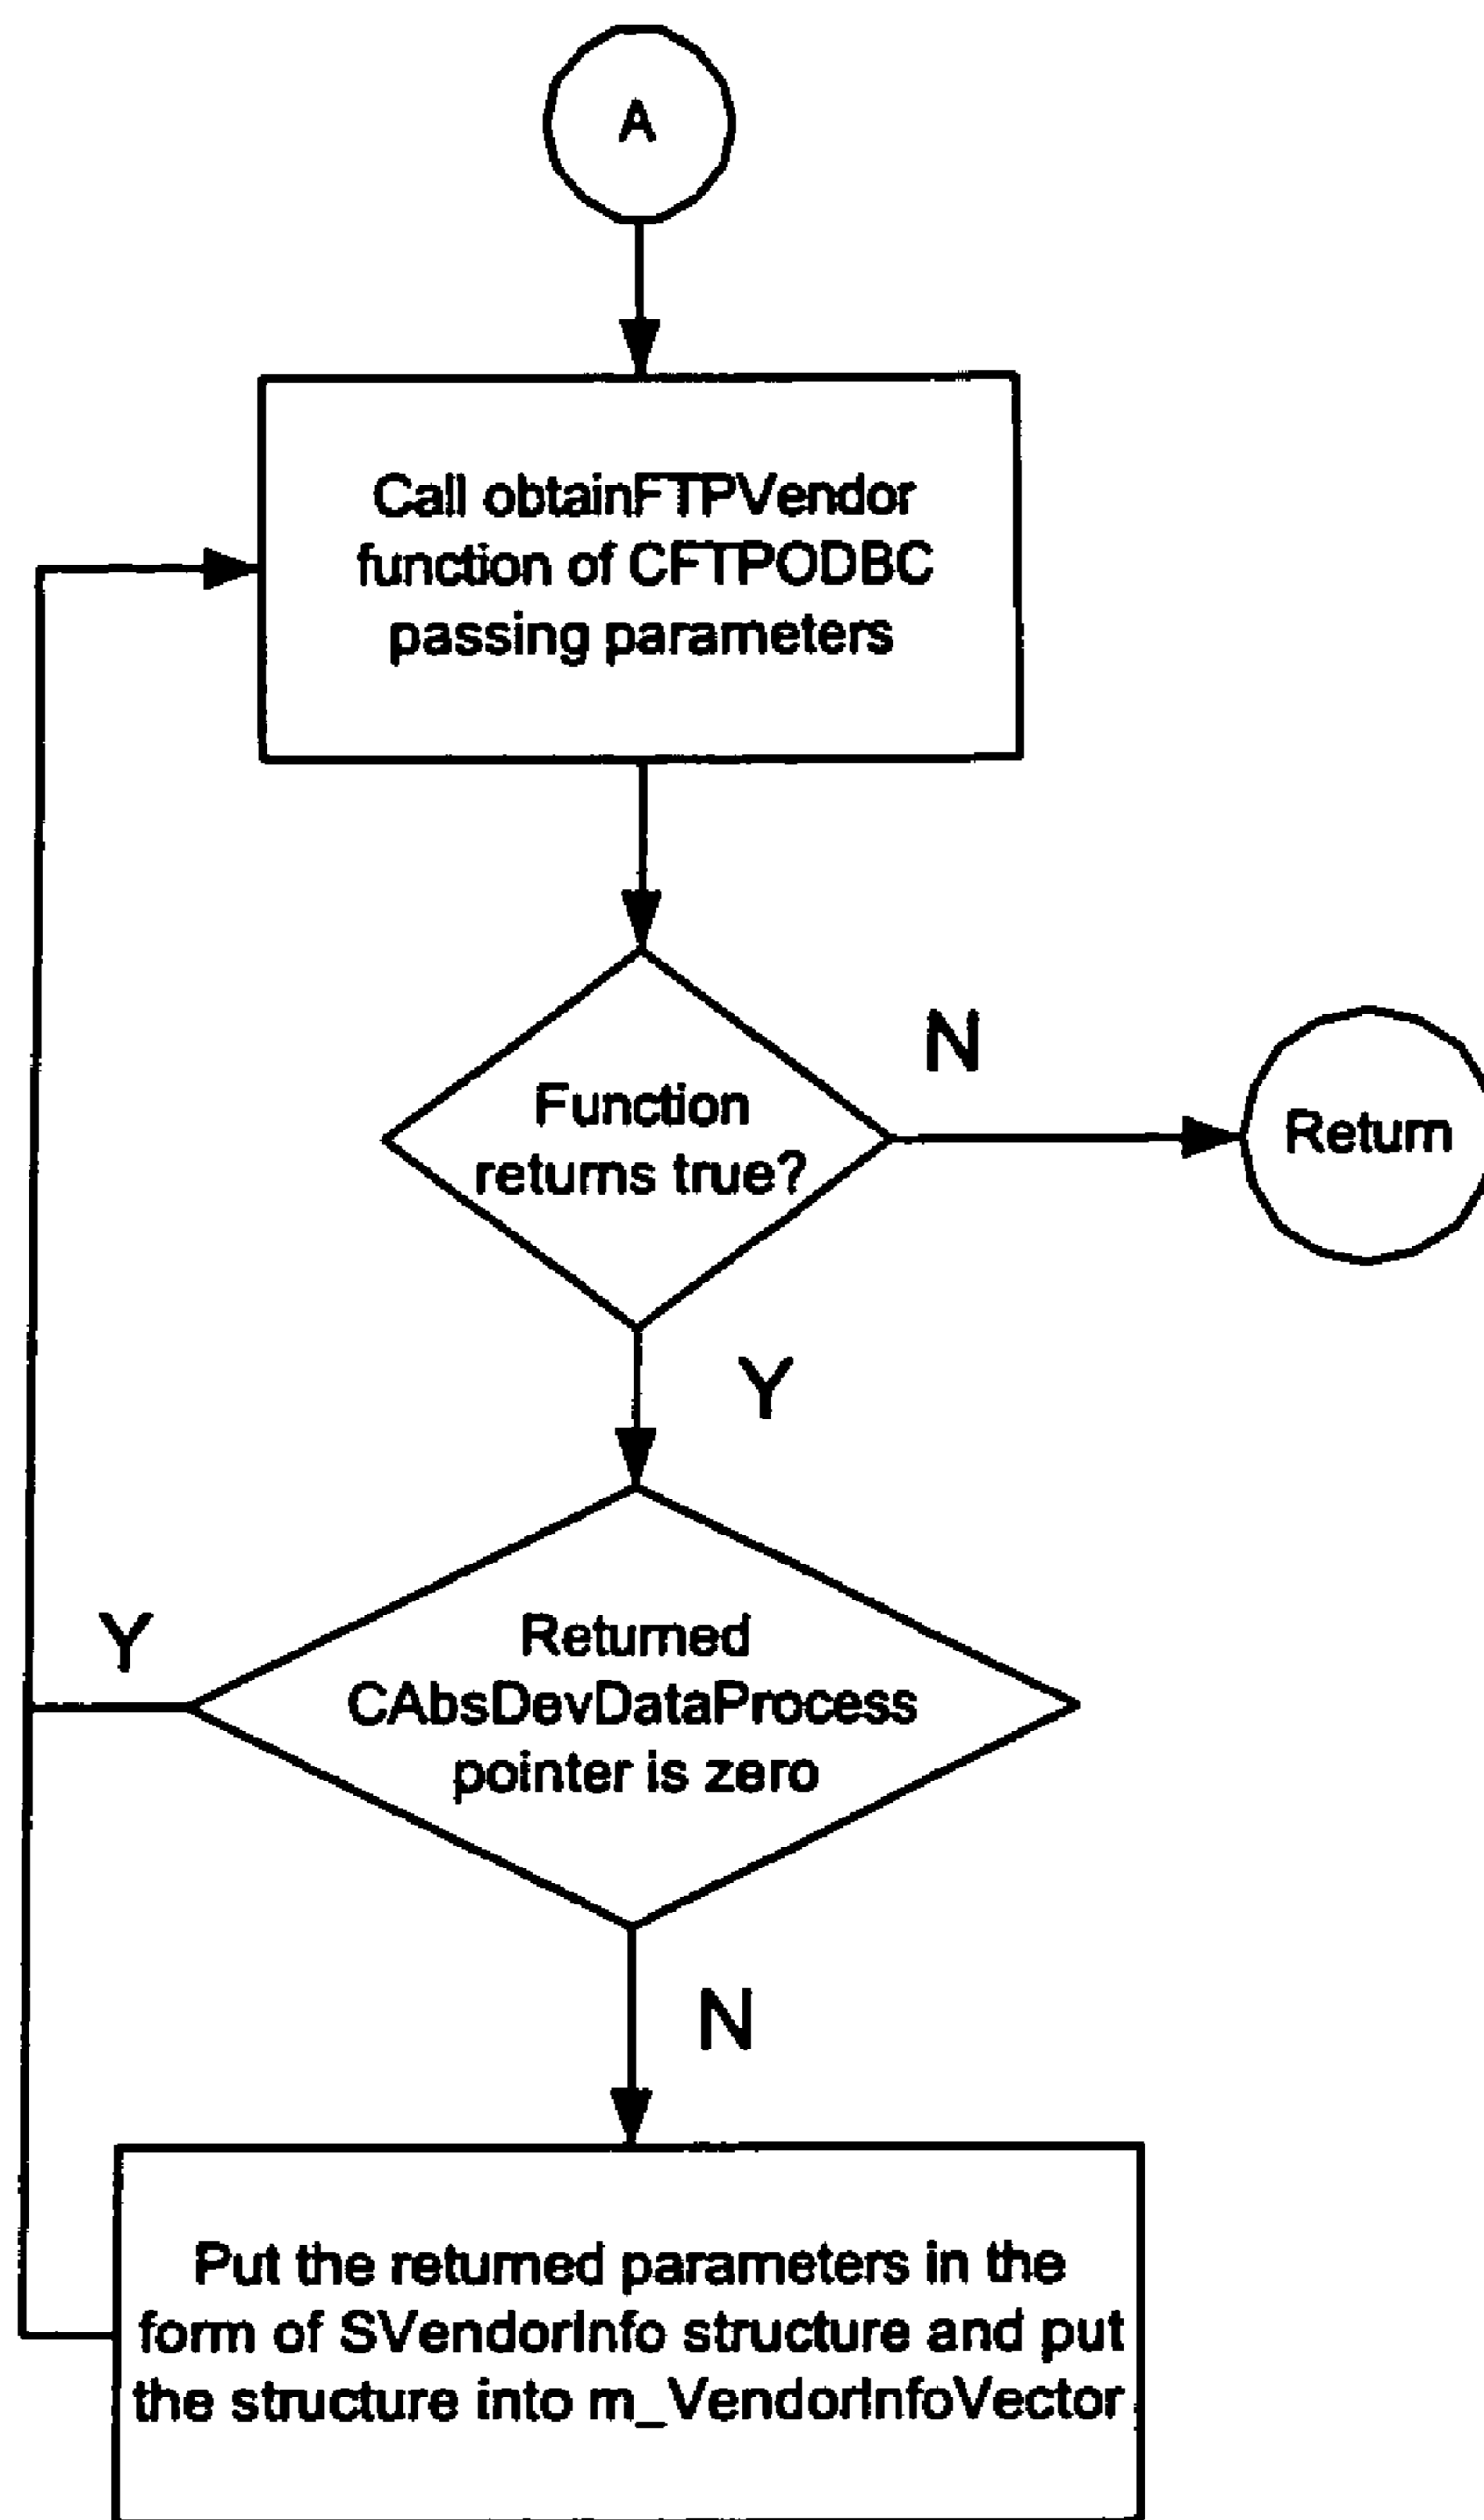 A
Call obtainFTPVendor
function of CFTPODBC
passing parameters
N
Function
returns true?
Return
Y
Y
Returned
CAbsDevDataProcess
pointer is zero
N
Put the returned parameters in the
form of SVendorInfo structure and put
the structure into m_VendorInfoVector